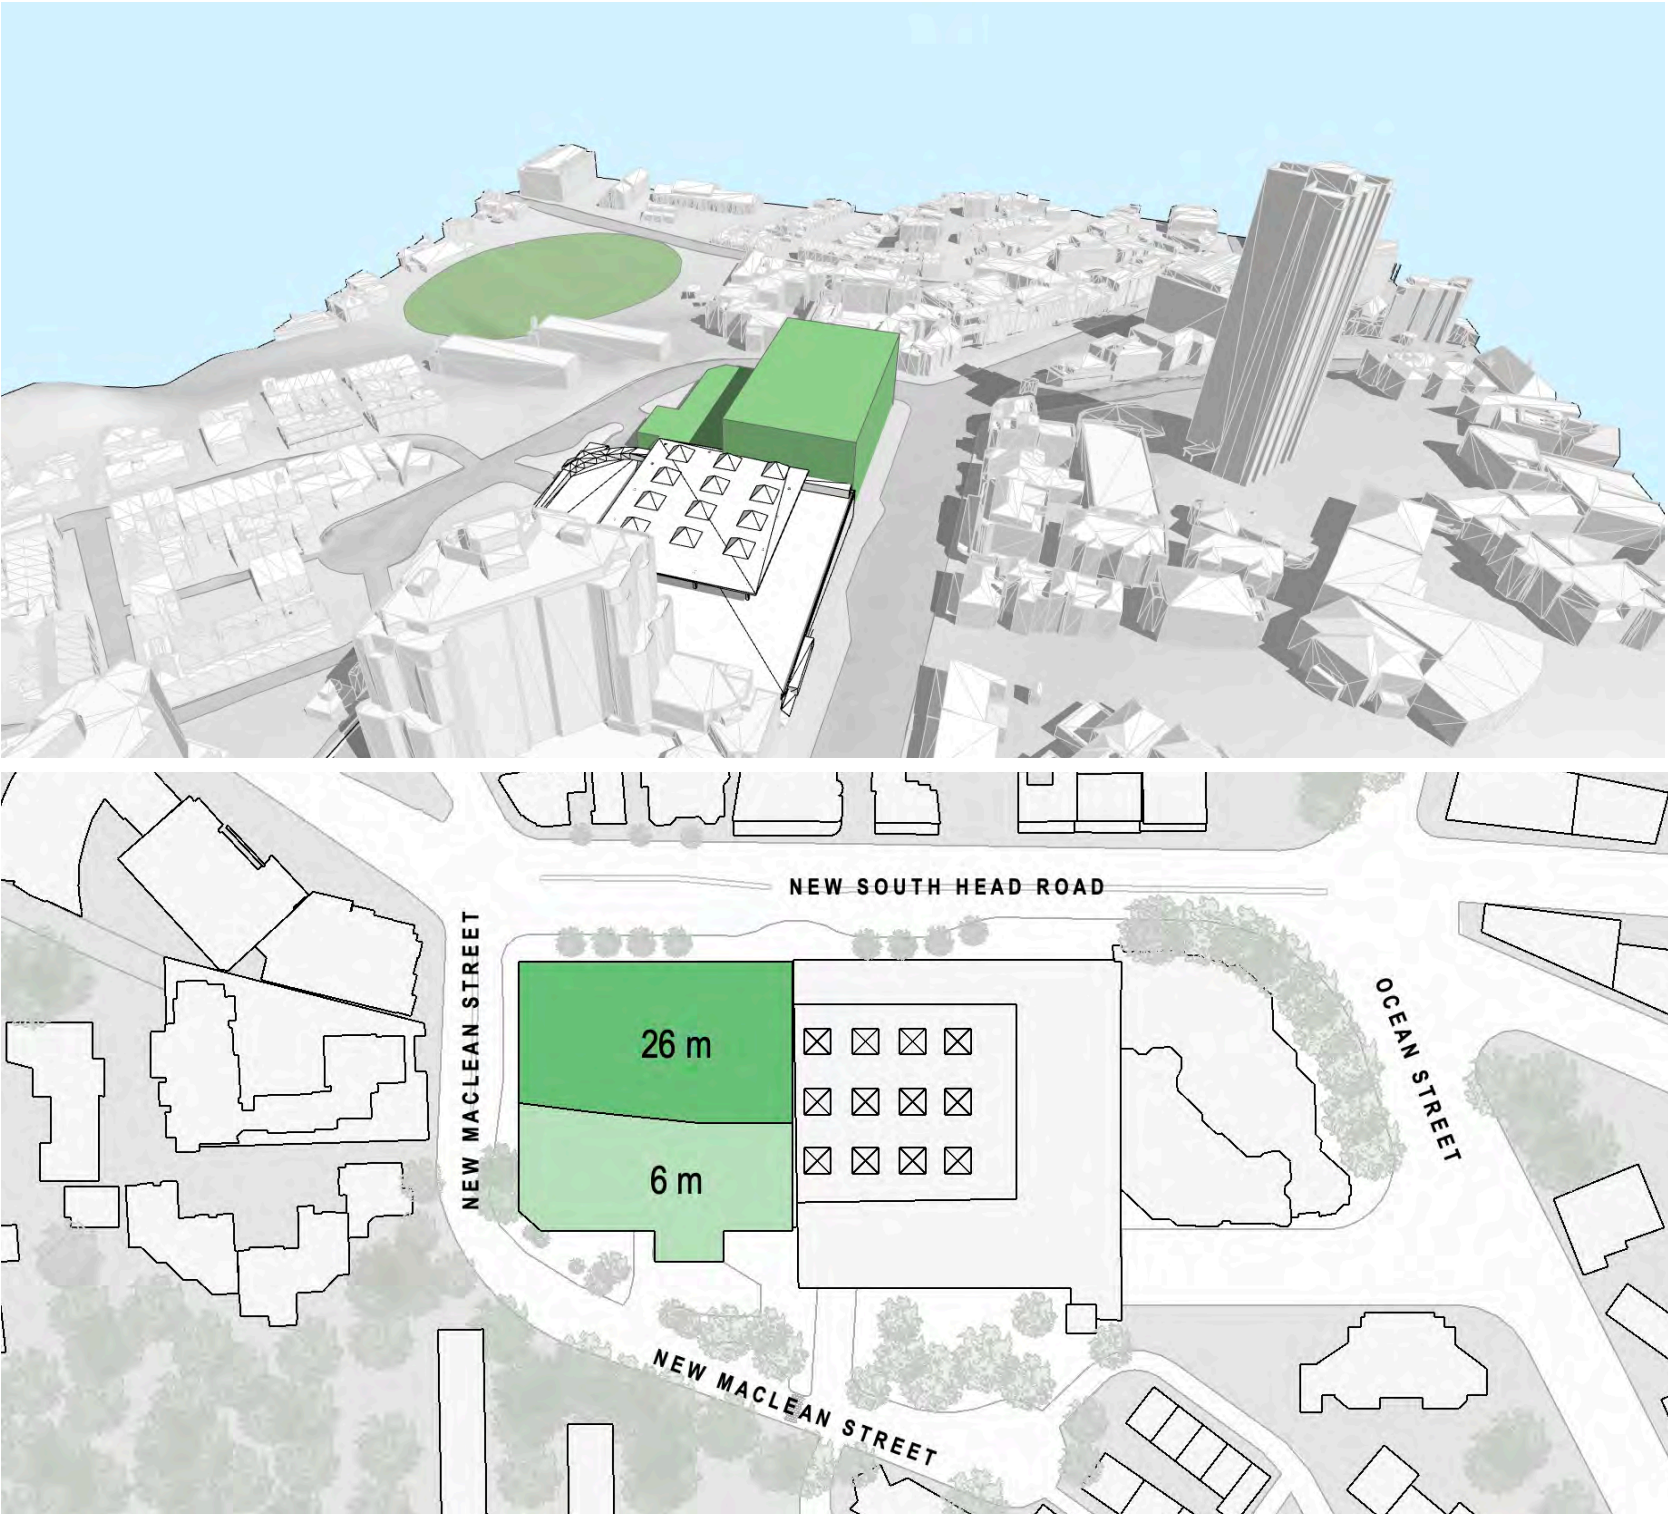 NEW SOUTH HEAD ROAD
NEW MACLEAN STREET
26 m
OCEAN STREET
6 m
NEW MACLEAN STREET